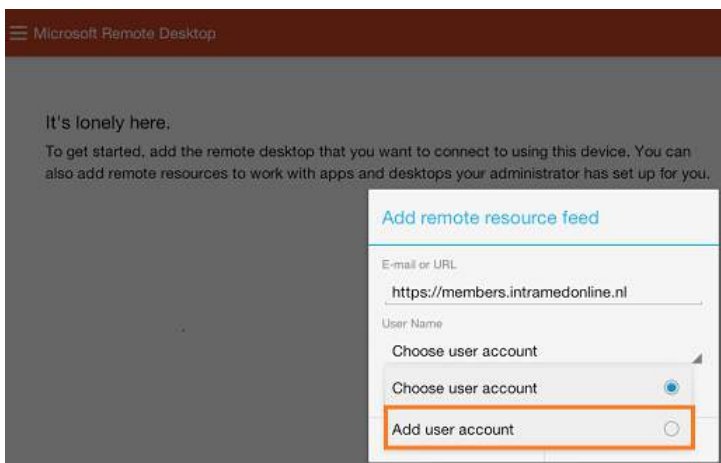 Microsoft Remote Desktop
It's lonely here.
To get started, add the remote desktop that you want to connect to using this device. You can
also add remote resources to work with apps and desktops your administrator has set up for you.
Add remote resource feed
E-mail or URL
https://members.intramedonline.nl
User Name
Choose user account
Choose user account
Add user account